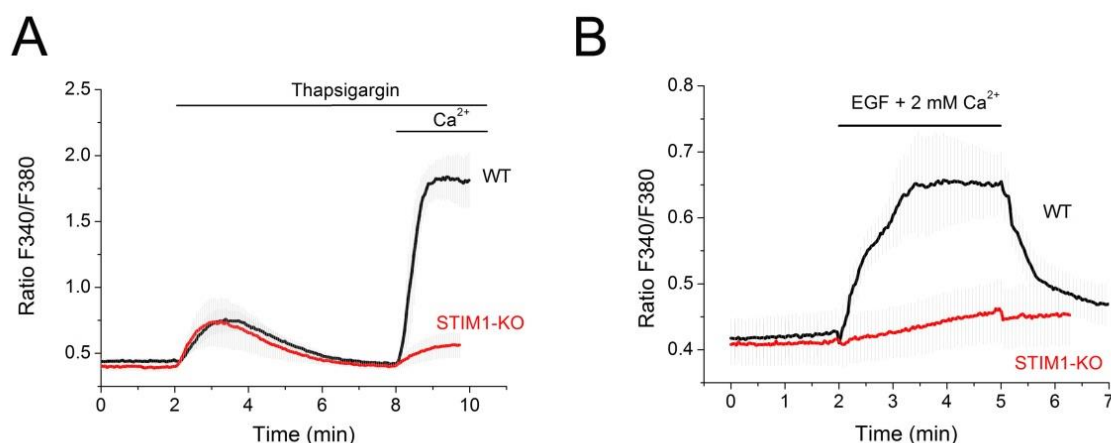 A
Thapsigargin
Ca²⁺
WT
STIM1-KO
Ratio F340/F380
2.5
2.0
1.5
1.0
0.5
0 2 4 6 8 10
Time (min)
B
EGF + 2 mM Ca²⁺
WT
STIM1-KO
Ratio F340/F380
0.8
0.7
0.6
0.5
0.4
0 1 2 3 4 5 6 7
Time (min)